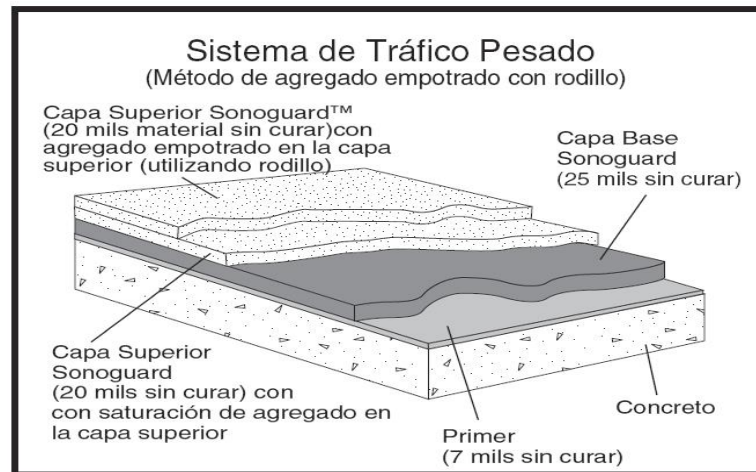 Sistema de Tráfico Pesado
(Método de agregado empotrado con rodillo)
Capa Superior Sonoguard™
(20 mils material sin curar)con
agregado empotrado en la capa
superior (utilizando rodillo)
Capa Base
Sonoguard
(25 mils sin curar)
Capa Superior
Sonoguard
(20 mils sin curar) con
con saturación de agregado en
la capa superior
Primer
(7 mils sin curar)
Concreto